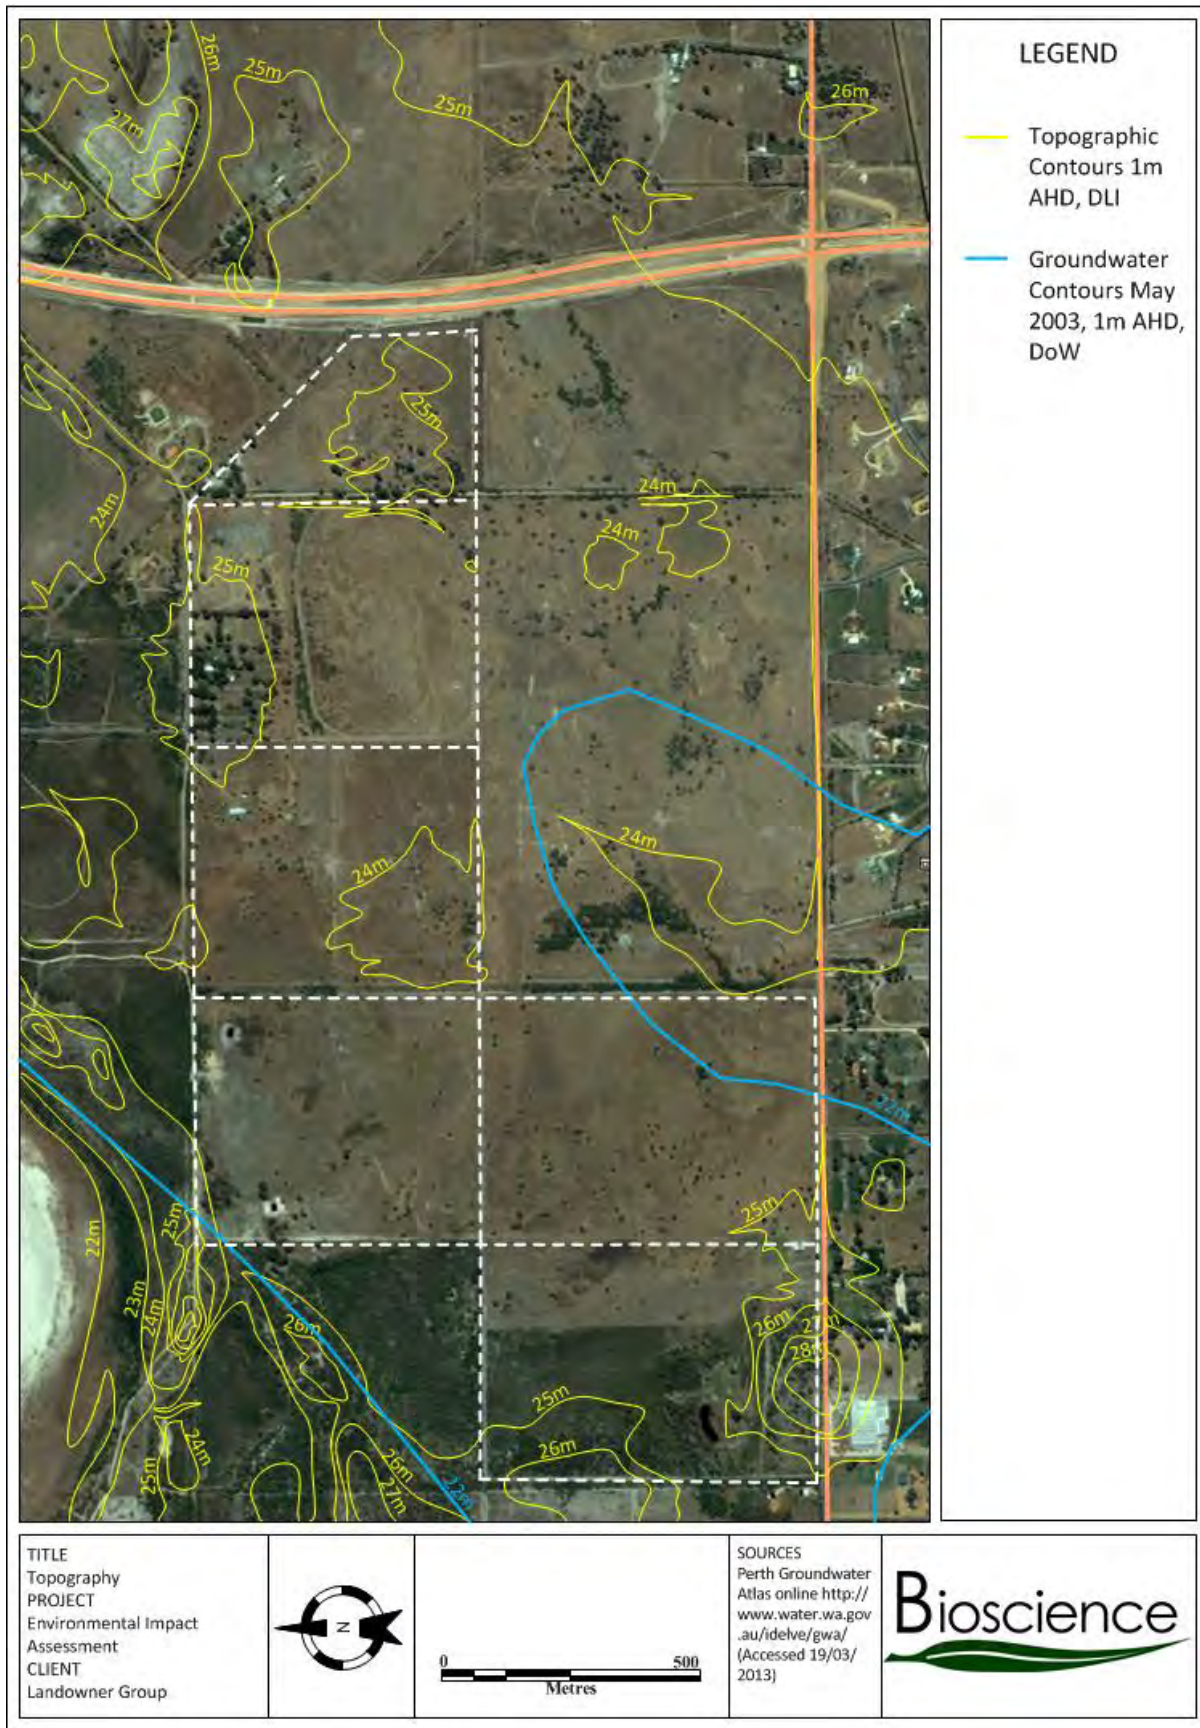 26m
25m
25m
26m
27m
25m
24m
24m
24m
25m
24m
24m
22m
25m
25m
22m
23m
24m
26m
26m
27m
28m
25m
26m
24m
25m
26m
27m
22m
LEGEND
Topographic
Contours 1m
AHD, DLI
Groundwater
Contours May
2003, 1m AHD,
DoW
TITLE
Topography
PROJECT
Environmental Impact
Assessment
CLIENT
Landowner Group
N
0 500
Metres
SOURCES
Perth Groundwater
Atlas online http://
www.water.wa.gov
.au/idelve/gwa/
(Accessed 19/03/
2013)
Bioscience